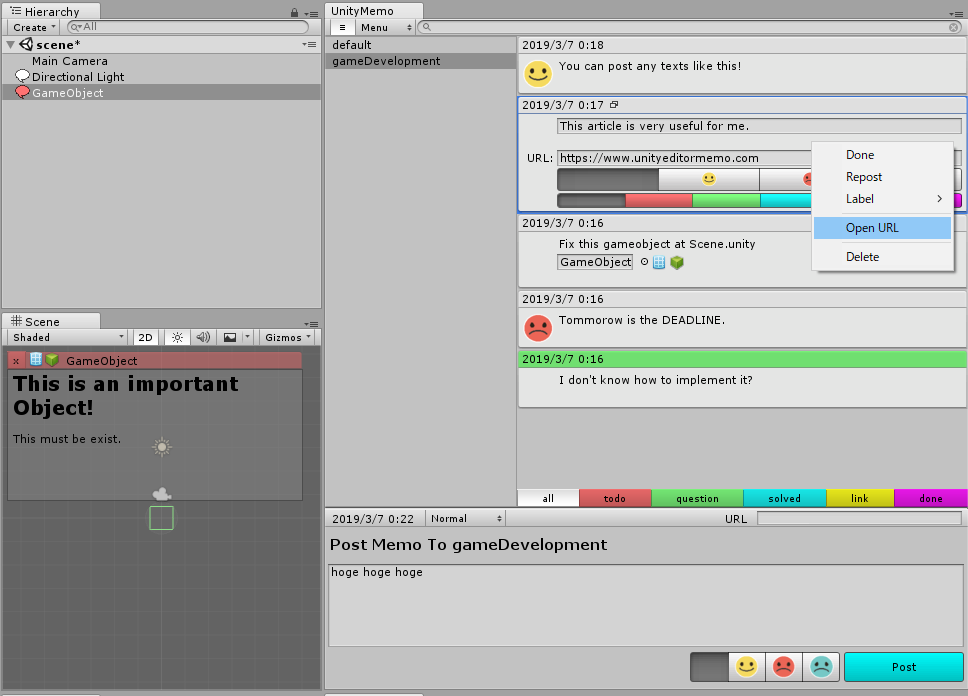 Hierarchy
Create
All
scene*
Main Camera
Directional Light
GameObject
Scene
Shaded
2D
Gizmos
x
GameObject
This is an important
Object!
This must be exist.
UnityMemo
Menu
default
gameDevelopment
2019/3/7 0:18
You can post any texts like this!
2019/3/7 0:17
This article is very useful for me.
URL: https://www.unityeditormemo.com
Done
Repost
Label
Open URL
Delete
2019/3/7 0:16
Fix this gameobject at Scene.unity
GameObject
2019/3/7 0:16
Tommorow is the DEADLINE.
2019/3/7 0:16
I don't know how to implement it?
all todo question solved link done
2019/3/7 0:22 Normal URL
Post Memo To gameDevelopment
hoge hoge hoge
Post